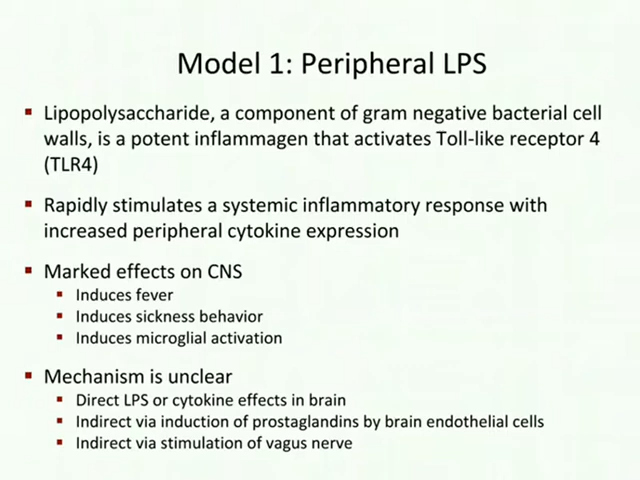 Model 1: Peripheral LPS
▪ Lipopolysaccharide, a component of gram negative bacterial cell
walls, is a potent inflammagen that activates Toll-like receptor 4
(TLR4)
▪ Rapidly stimulates a systemic inflammatory response with
increased peripheral cytokine expression
▪ Marked effects on CNS
▪ Induces fever
▪ Induces sickness behavior
▪ Induces microglial activation
▪ Mechanism is unclear
▪ Direct LPS or cytokine effects in brain
▪ Indirect via induction of prostaglandins by brain endothelial cells
▪ Indirect via stimulation of vagus nerve